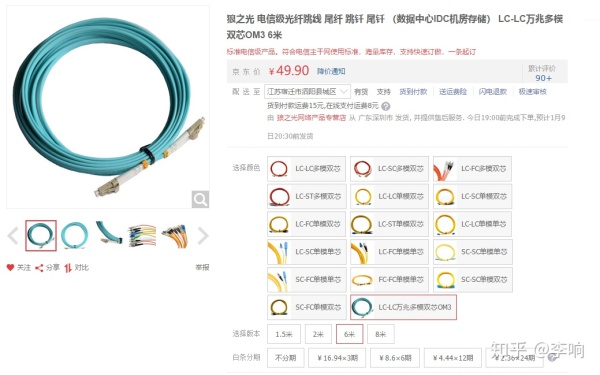 狼之光 电信级光纤跳线 尾纤 跳钎 尾钎 (数据中心IDC机房存储) LC-LC万兆多模
双芯OM3 6米
标准电信级产品。符合电信主干网使用标准、海量库存、支持快速订做、一条起订
京 东 价 ¥49.90 降价通知 累计评价
90+
配 送 至 江苏宿迁市泗阳县城区 有货 支持 货到付款 送运险 闪电退款 极速审核
货到付款运费15元,在线支付运费8元
由 狼之光网络产品专营店 从 广东深圳市 发货, 并提供售后服务. 今日19:00前完成下单,预计1月9
日20:30前发货
选择颜色 LC-LC多模双芯 LC-SC多模双芯 LC-FC多模双芯
LC-ST多模双芯 LC-LC单模双芯 LC-SC单模双芯
LC-FC单模双芯 LC-ST单模双芯 LC-LC单模单芯
LC-SC单模单芯 LC-FC单模单芯 SC-SC单模单芯
SC-FC单模单芯 FC-FC单模单芯 SC-SC单模双芯
SC-FC单模双芯 LC-LC万兆多模双芯OM3
关注 分享 对比 举报
选择版本 1.5米 2米 6米 8米
白条分期 不分期 ¥16.94×3期 ¥8.6×6期 ¥4.44×12期 ¥2.36×24期
知乎 @李响